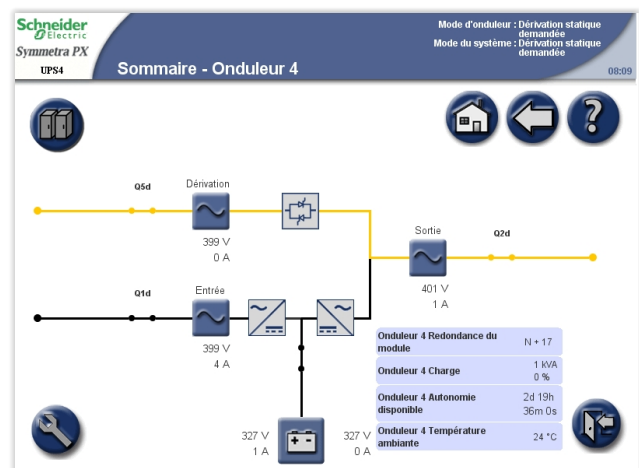 Schneider
Electric
Symmetra PX
UPS4
Sommaire - Onduleur 4
Mode d'onduleur : Dérivation statique
demandée
Mode du système : Dérivation statique
demandée
08:09
Q5d
Dérivation
399 V
0 A
Sortie
Q2d
401 V
1 A
Q1d
Entrée
399 V
4 A
Onduleur 4 Redondance du
module
N + 17
Onduleur 4 Charge
1 kVA
0 %
Onduleur 4 Autonomie
disponible
2d 19h
36m 0s
Onduleur 4 Température
ambiante
24 °C
327 V
1 A
327 V
0 A